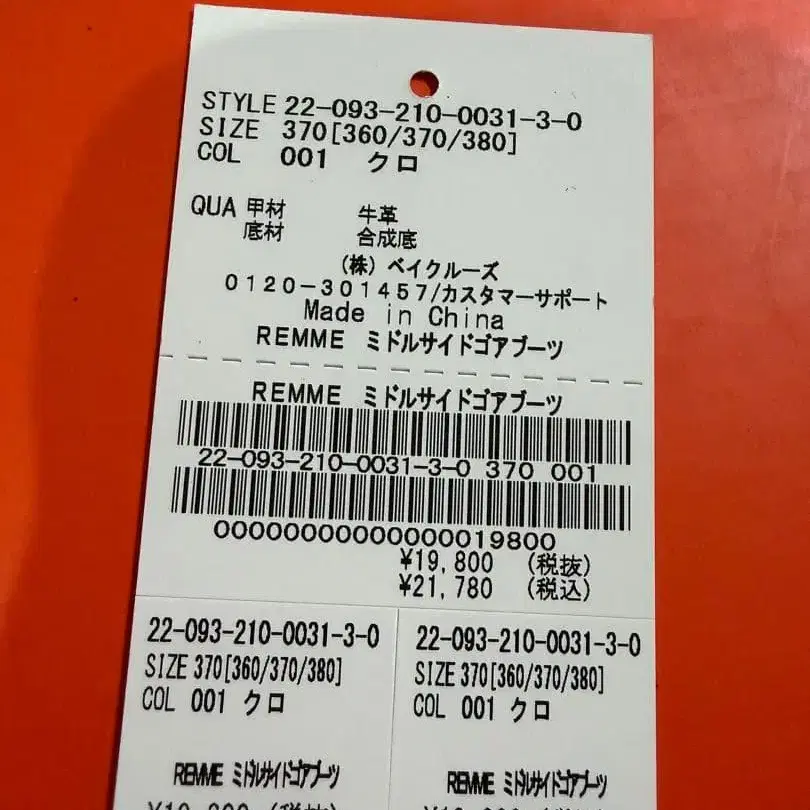 STYLE 22-093-210-0031-3-0
SIZE 370[360/370/380]
COL 001 クロ
QUA 甲材 牛革
底材 合成底
(株) ベイクルーズ
0120-301457/カスタマーサポート
Made in China
REMME ミドルサイドゴアブーツ
REMME ミドルサイドゴアブーツ
22-093-210-0031-3-0 370 001
0000000000000000019800
¥19,800 (税抜)
¥21,780 (税込)
22-093-210-0031-3-0
SIZE 370[360/370/380]
COL 001 クロ
REMME ミドルサイドゴアブーツ
22-093-210-0031-3-0
SIZE 370[360/370/380]
COL 001 クロ
REMME ミドルサイドゴアブーツ